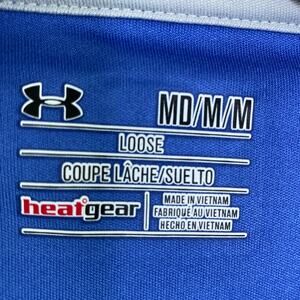 MD/M/M
LOOSE
COUPE LÂCHE/SUELTO
heatgear
MADE IN VIETNAM
FABRIQUÉ AU VIETNAM
HECHO EN VIETNAM